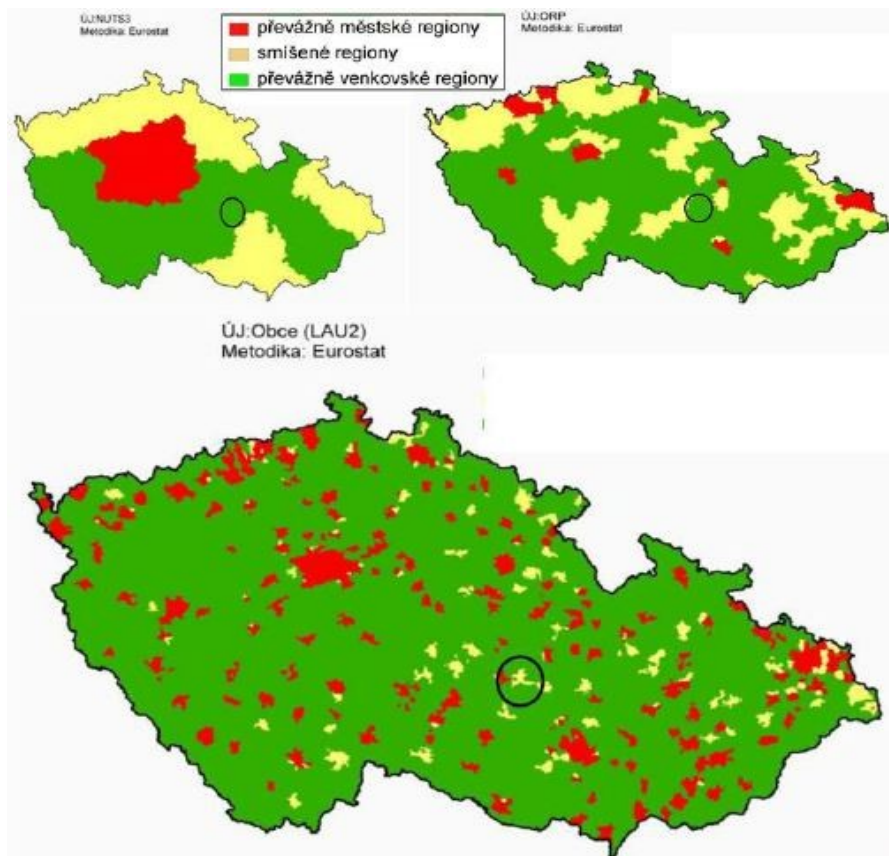 ÚJ:NUTS3
Metodika: Eurostat
převážně městské regiony
smíšené regiony
převážně venkovské regiony
ÚJ:ORP
Metodika: Eurostat
ÚJ:Obce (LAU2)
Metodika: Eurostat